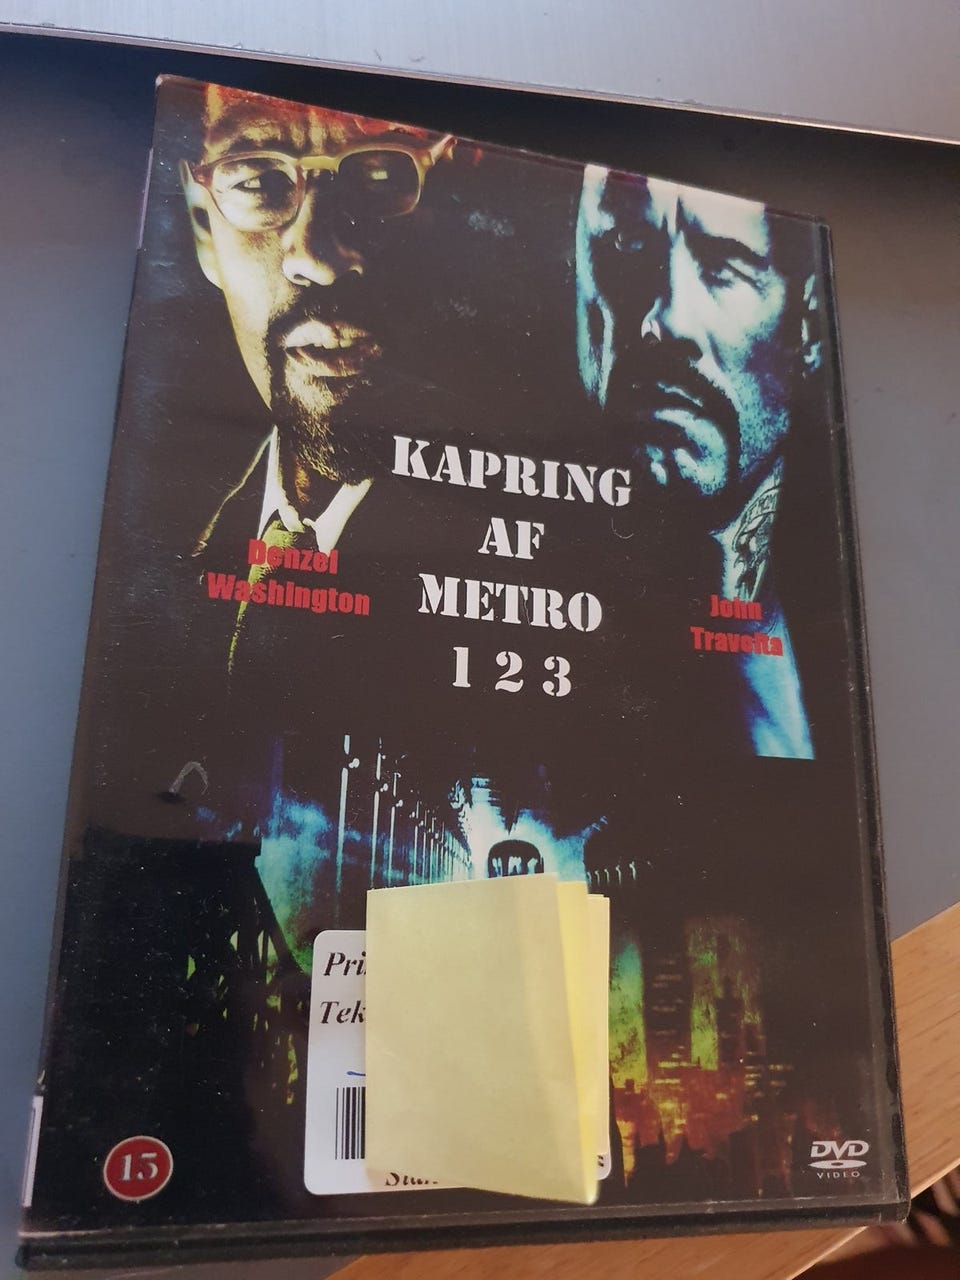 KAPRING
AF
METRO
1 2 3
Denzel
Washington
John
Travolta
15
DVD
VIDEO